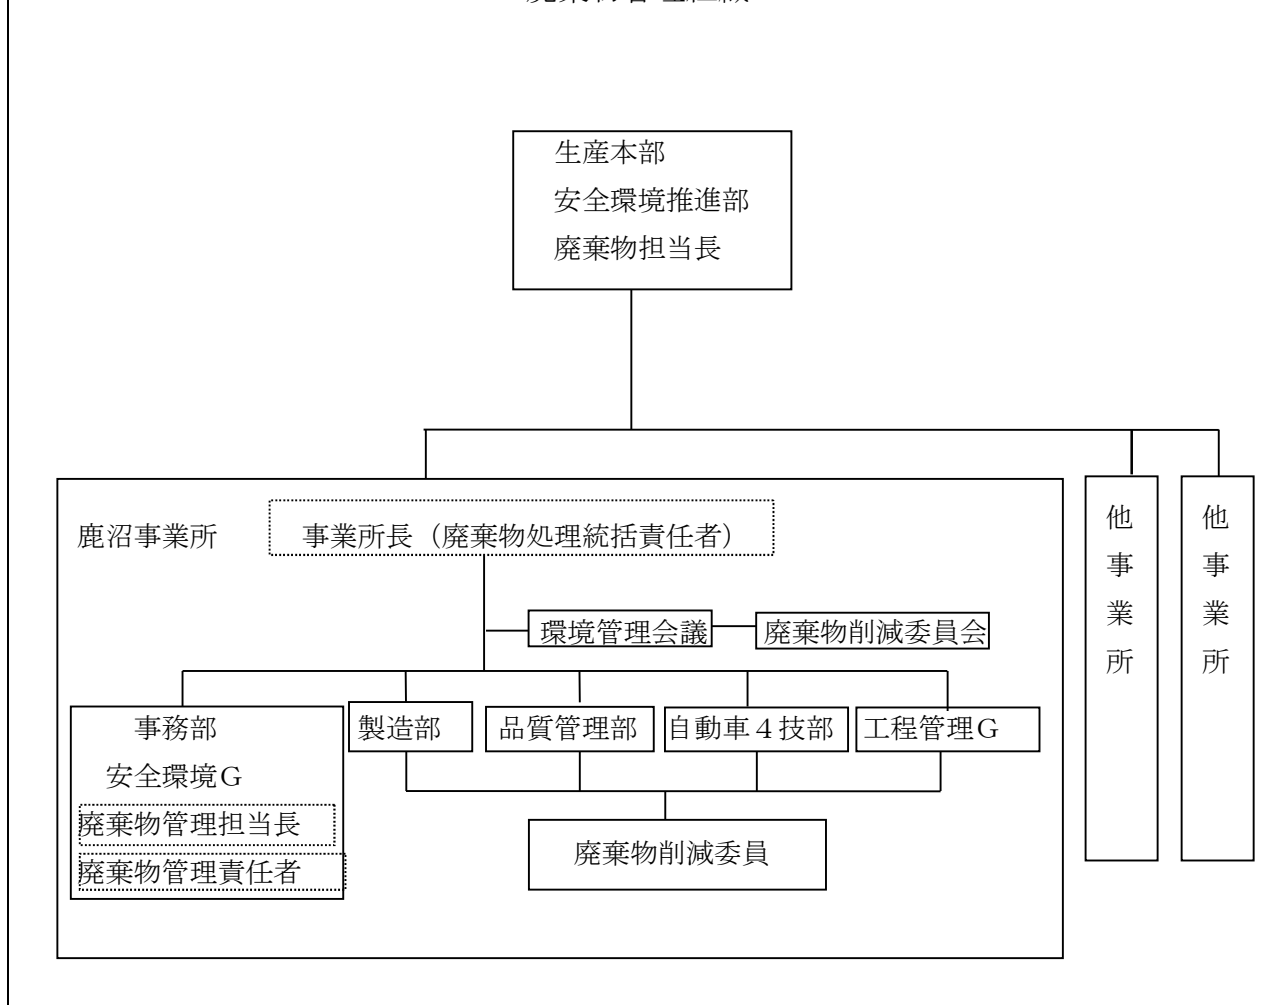 生産本部
安全環境推進部
廃棄物担当長
鹿沼事業所
事業所長（廃棄物処理統括責任者）
環境管理会議
廃棄物削減委員会
事務部
安全環境Ｇ
廃棄物管理担当長
廃棄物管理責任者
製造部
品質管理部
自動車４技部
工程管理Ｇ
廃棄物削減委員
他事業所
他事業所